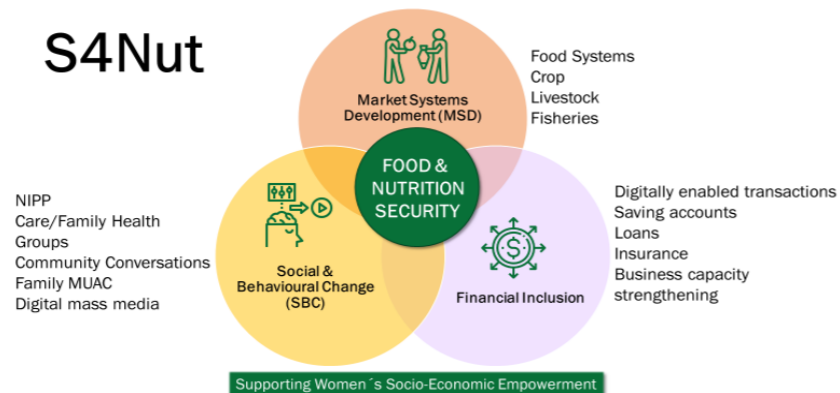 S4Nut
Market Systems
Development (MSD)
Food Systems
Crop
Livestock
Fisheries
FOOD &
NUTRITION
SECURITY
NIPP
Care/Family Health
Groups
Community Conversations
Family MUAC
Digital mass media
Social &
Behavioural Change
(SBC)
$
Financial Inclusion
Digitally enabled transactions
Saving accounts
Loans
Insurance
Business capacity
strengthening
Supporting Women´s Socio-Economic Empowerment